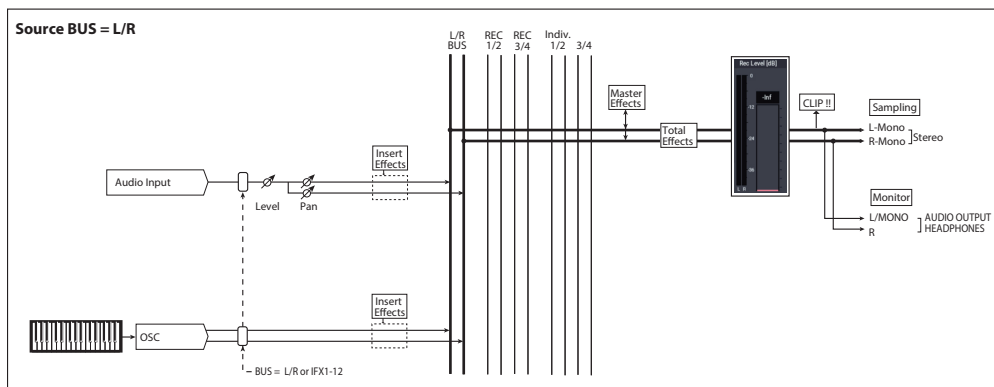 Source BUS = L/R
L/R
BUS
REC
1/2
REC
3/4
Indiv.
1/2
3/4
Rec Level [dB]
0
-Inf
-12
L R
Master
Effects
Total
Effects
CLIP !!
Sampling
L-Mono
R-Mono
Stereo
Insert
Effects
Audio Input
Level
Pan
Monitor
L/MONO
R
AUDIO OUTPUT
HEADPHONES
Insert
Effects
OSC
BUS = L/R or IFX1-12